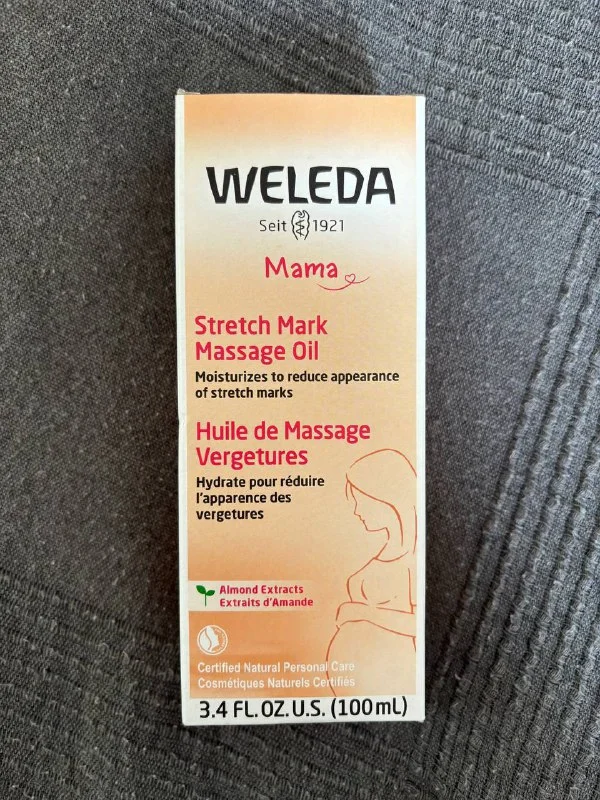 WELEDA
Seit 1921
Mama
Stretch Mark
Massage Oil
Moisturizes to reduce appearance
of stretch marks
Huile de Massage
Vergetures
Hydrate pour réduire
l'apparence des
vergetures
Almond Extracts
Extraits d'Amande
Certified Natural Personal Care
Cosmétiques Naturels Certifiés
3.4 FL.OZ.U.S. (100mL)